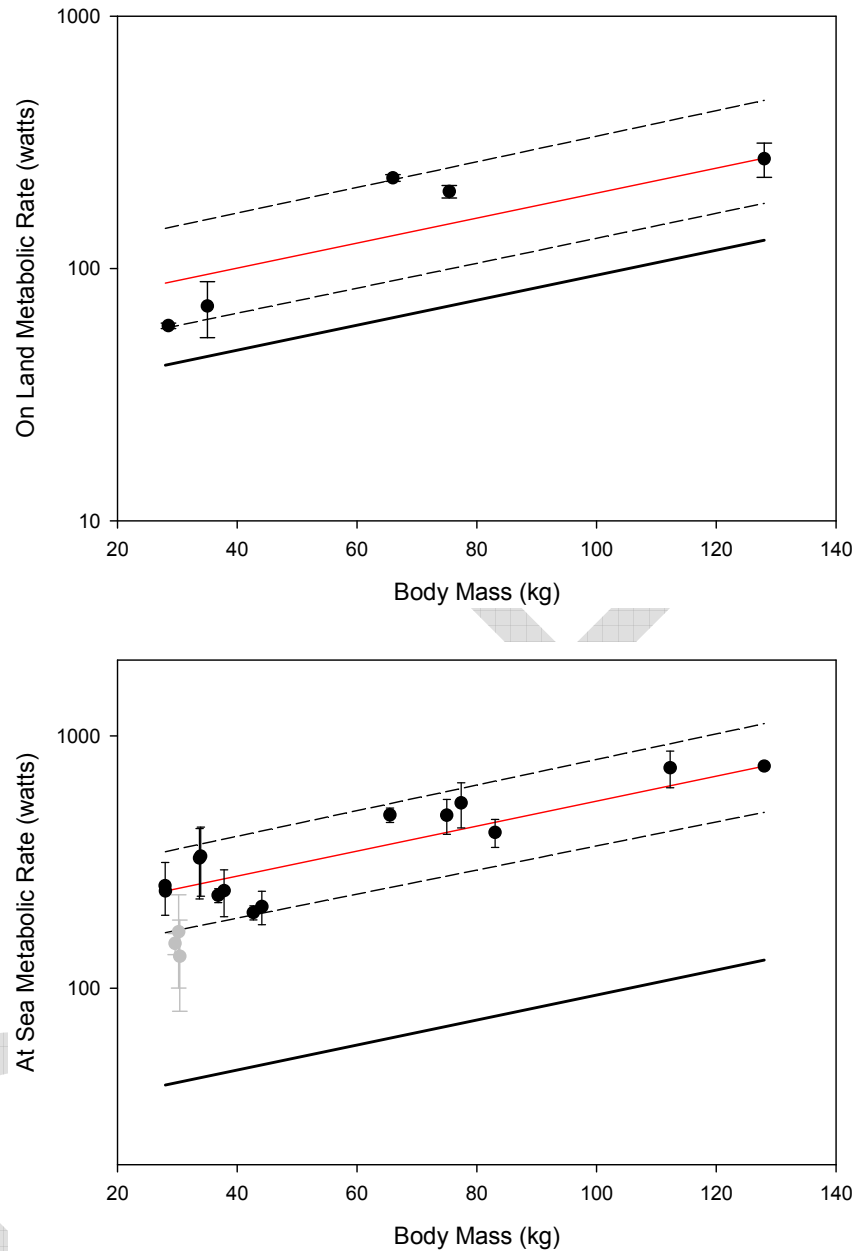 1000
100
10
On Land Metabolic Rate (watts)
20 40 60 80 100 120 140
Body Mass (kg)
1000
100
At Sea Metabolic Rate (watts)
20 40 60 80 100 120 140
Body Mass (kg)